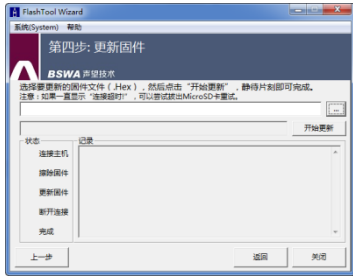 FlashTool Wizard
系统(System) 帮助
第四步: 更新固件
BSWA 声望技术
选择要更新的固件文件（.Hex），然后点击“开始更新”，静待片刻即可完成。
注意：如果一直显示“连接超时!”，可以尝试拔出MicroSD卡重试。
...
开始更新
状态
记录
连接主机
擦除固件
更新固件
断开连接
完成
上一步
返回
关闭